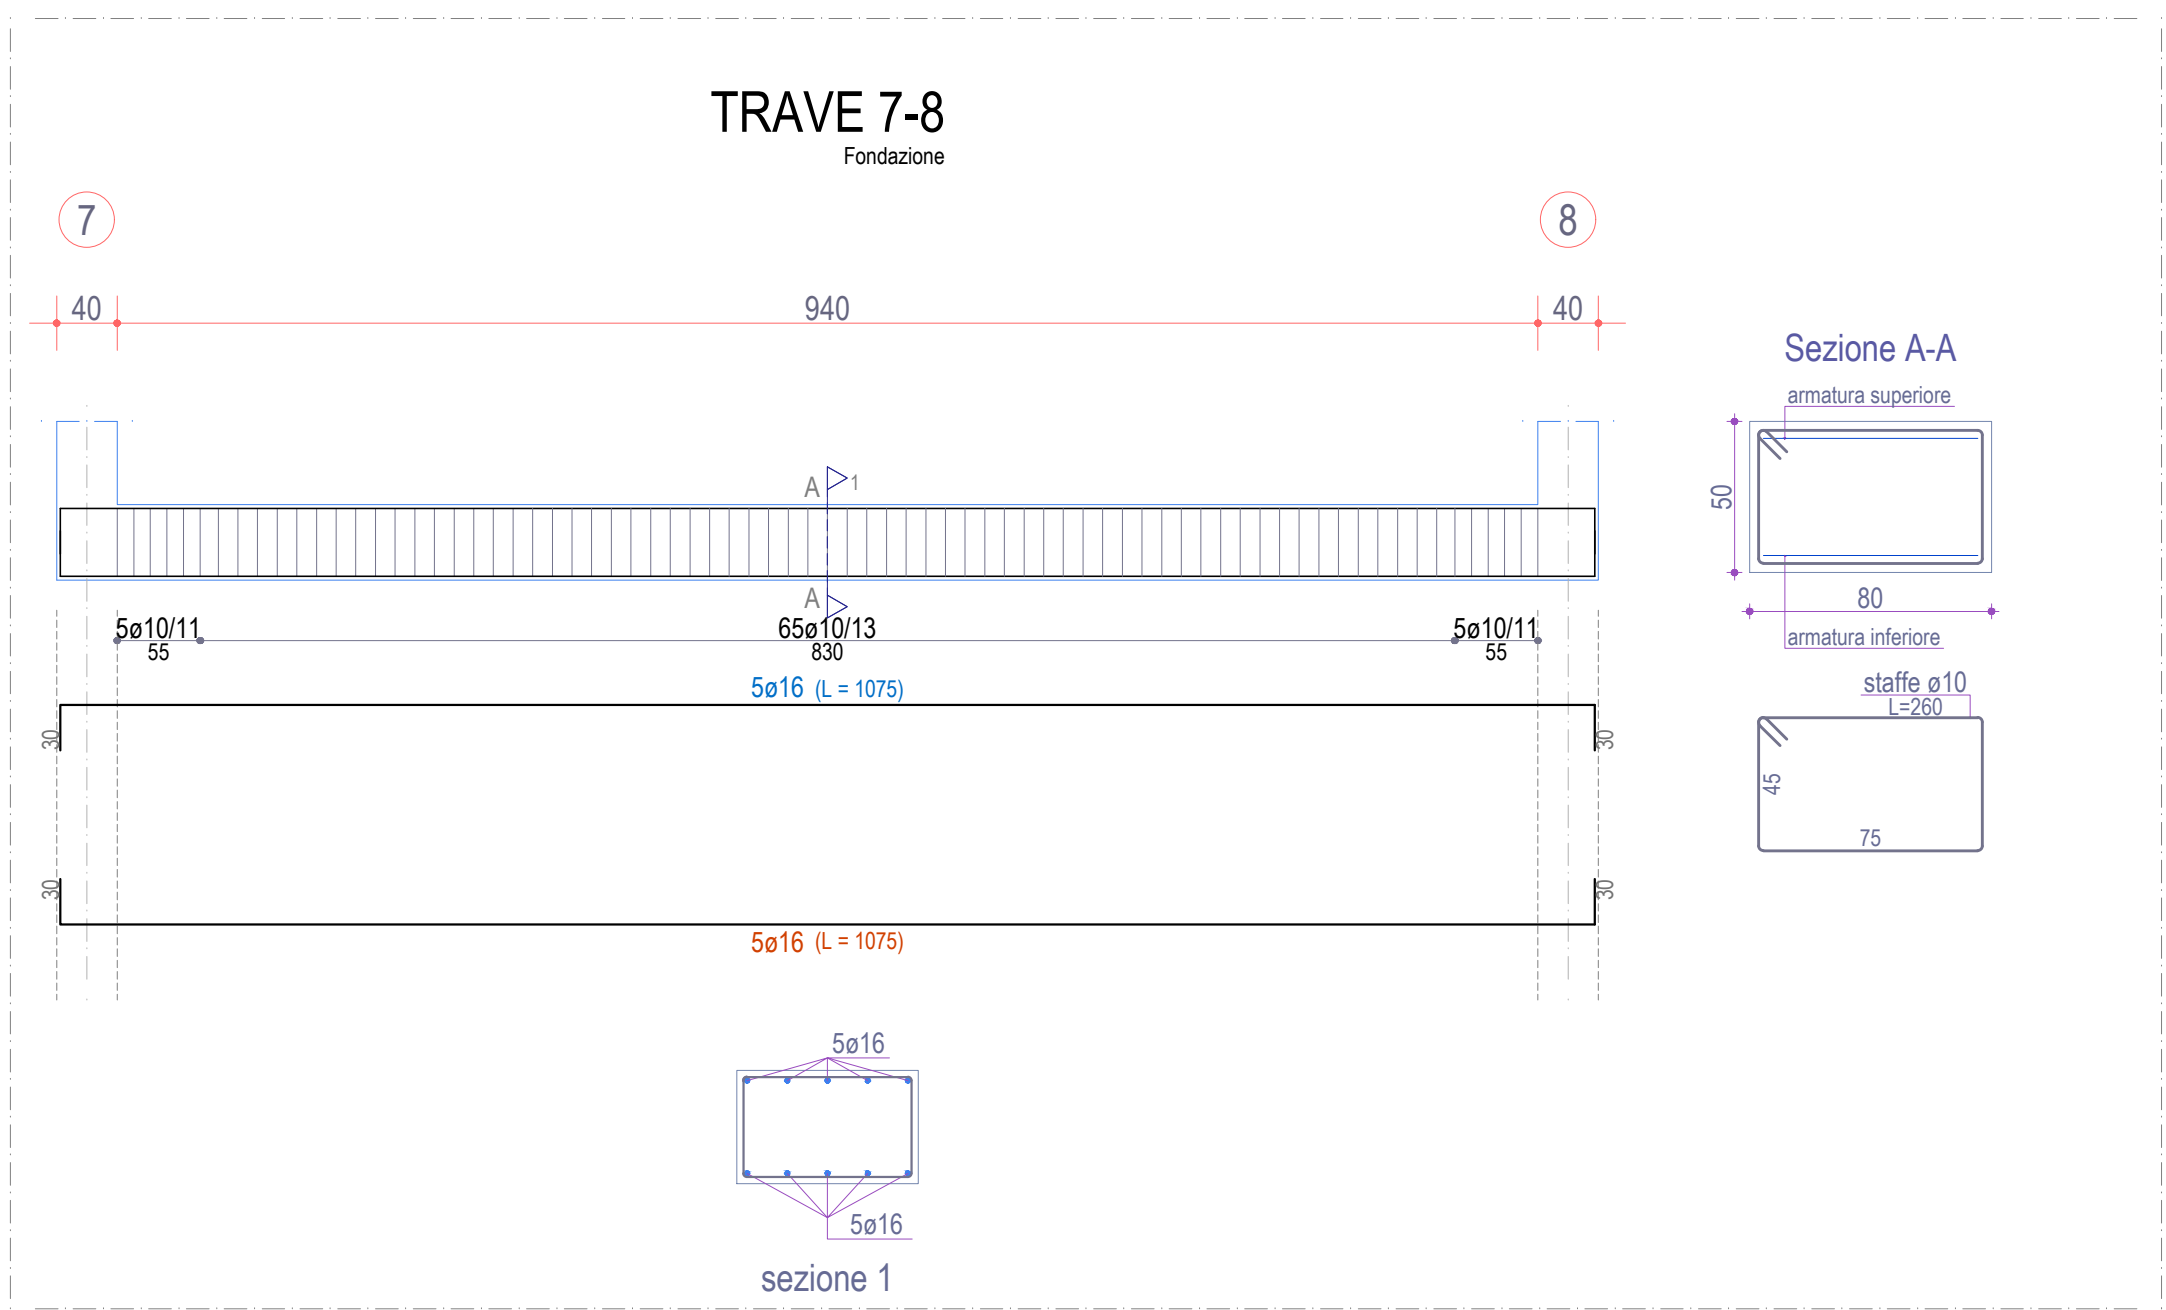 TRAVE 7-8
Fondazione
7
8
40
940
40
Sezione A-A
armatura superiore
50
80
armatura inferiore
A
1
A
5ø10/11
55
65ø10/13
830
5ø10/11
55
5ø16 (L = 1075)
30
30
30
30
5ø16 (L = 1075)
staffe ø10
L=260
45
75
5ø16
5ø16
sezione 1